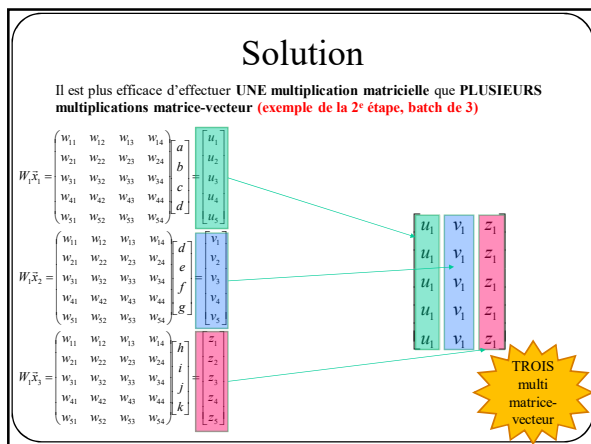 Solution
Il est plus efficace d'effectuer UNE multiplication matricielle que PLUSIEURS
multiplications matrice-vecteur (exemple de la 2e étape, batch de 3)
w11 w12 w13 w14
w21 w22 w23 w24 a u1
W1x⃗1 = w31 w32 w33 w34 b = u2
w41 w42 w43 w44 c u3
w51 w52 w53 w54 d u4
u5
w11 w12 w13 w14
w21 w22 w23 w24 d v1
W1x⃗2 = w31 w32 w33 w34 e = v2
w41 w42 w43 w44 f v3
w51 w52 w53 w54 g v4
v5
w11 w12 w13 w14
w21 w22 w23 w24 h z1
W1x⃗3 = w31 w32 w33 w34 i = z2
w41 w42 w43 w44 j z3
w51 w52 w53 w54 k z4
z5
u1 v1 z1
u1 v1 z1
u1 v1 z1
u1 v1 z1
u1 v1 z1
TROIS
multi
matrice-
vecteur